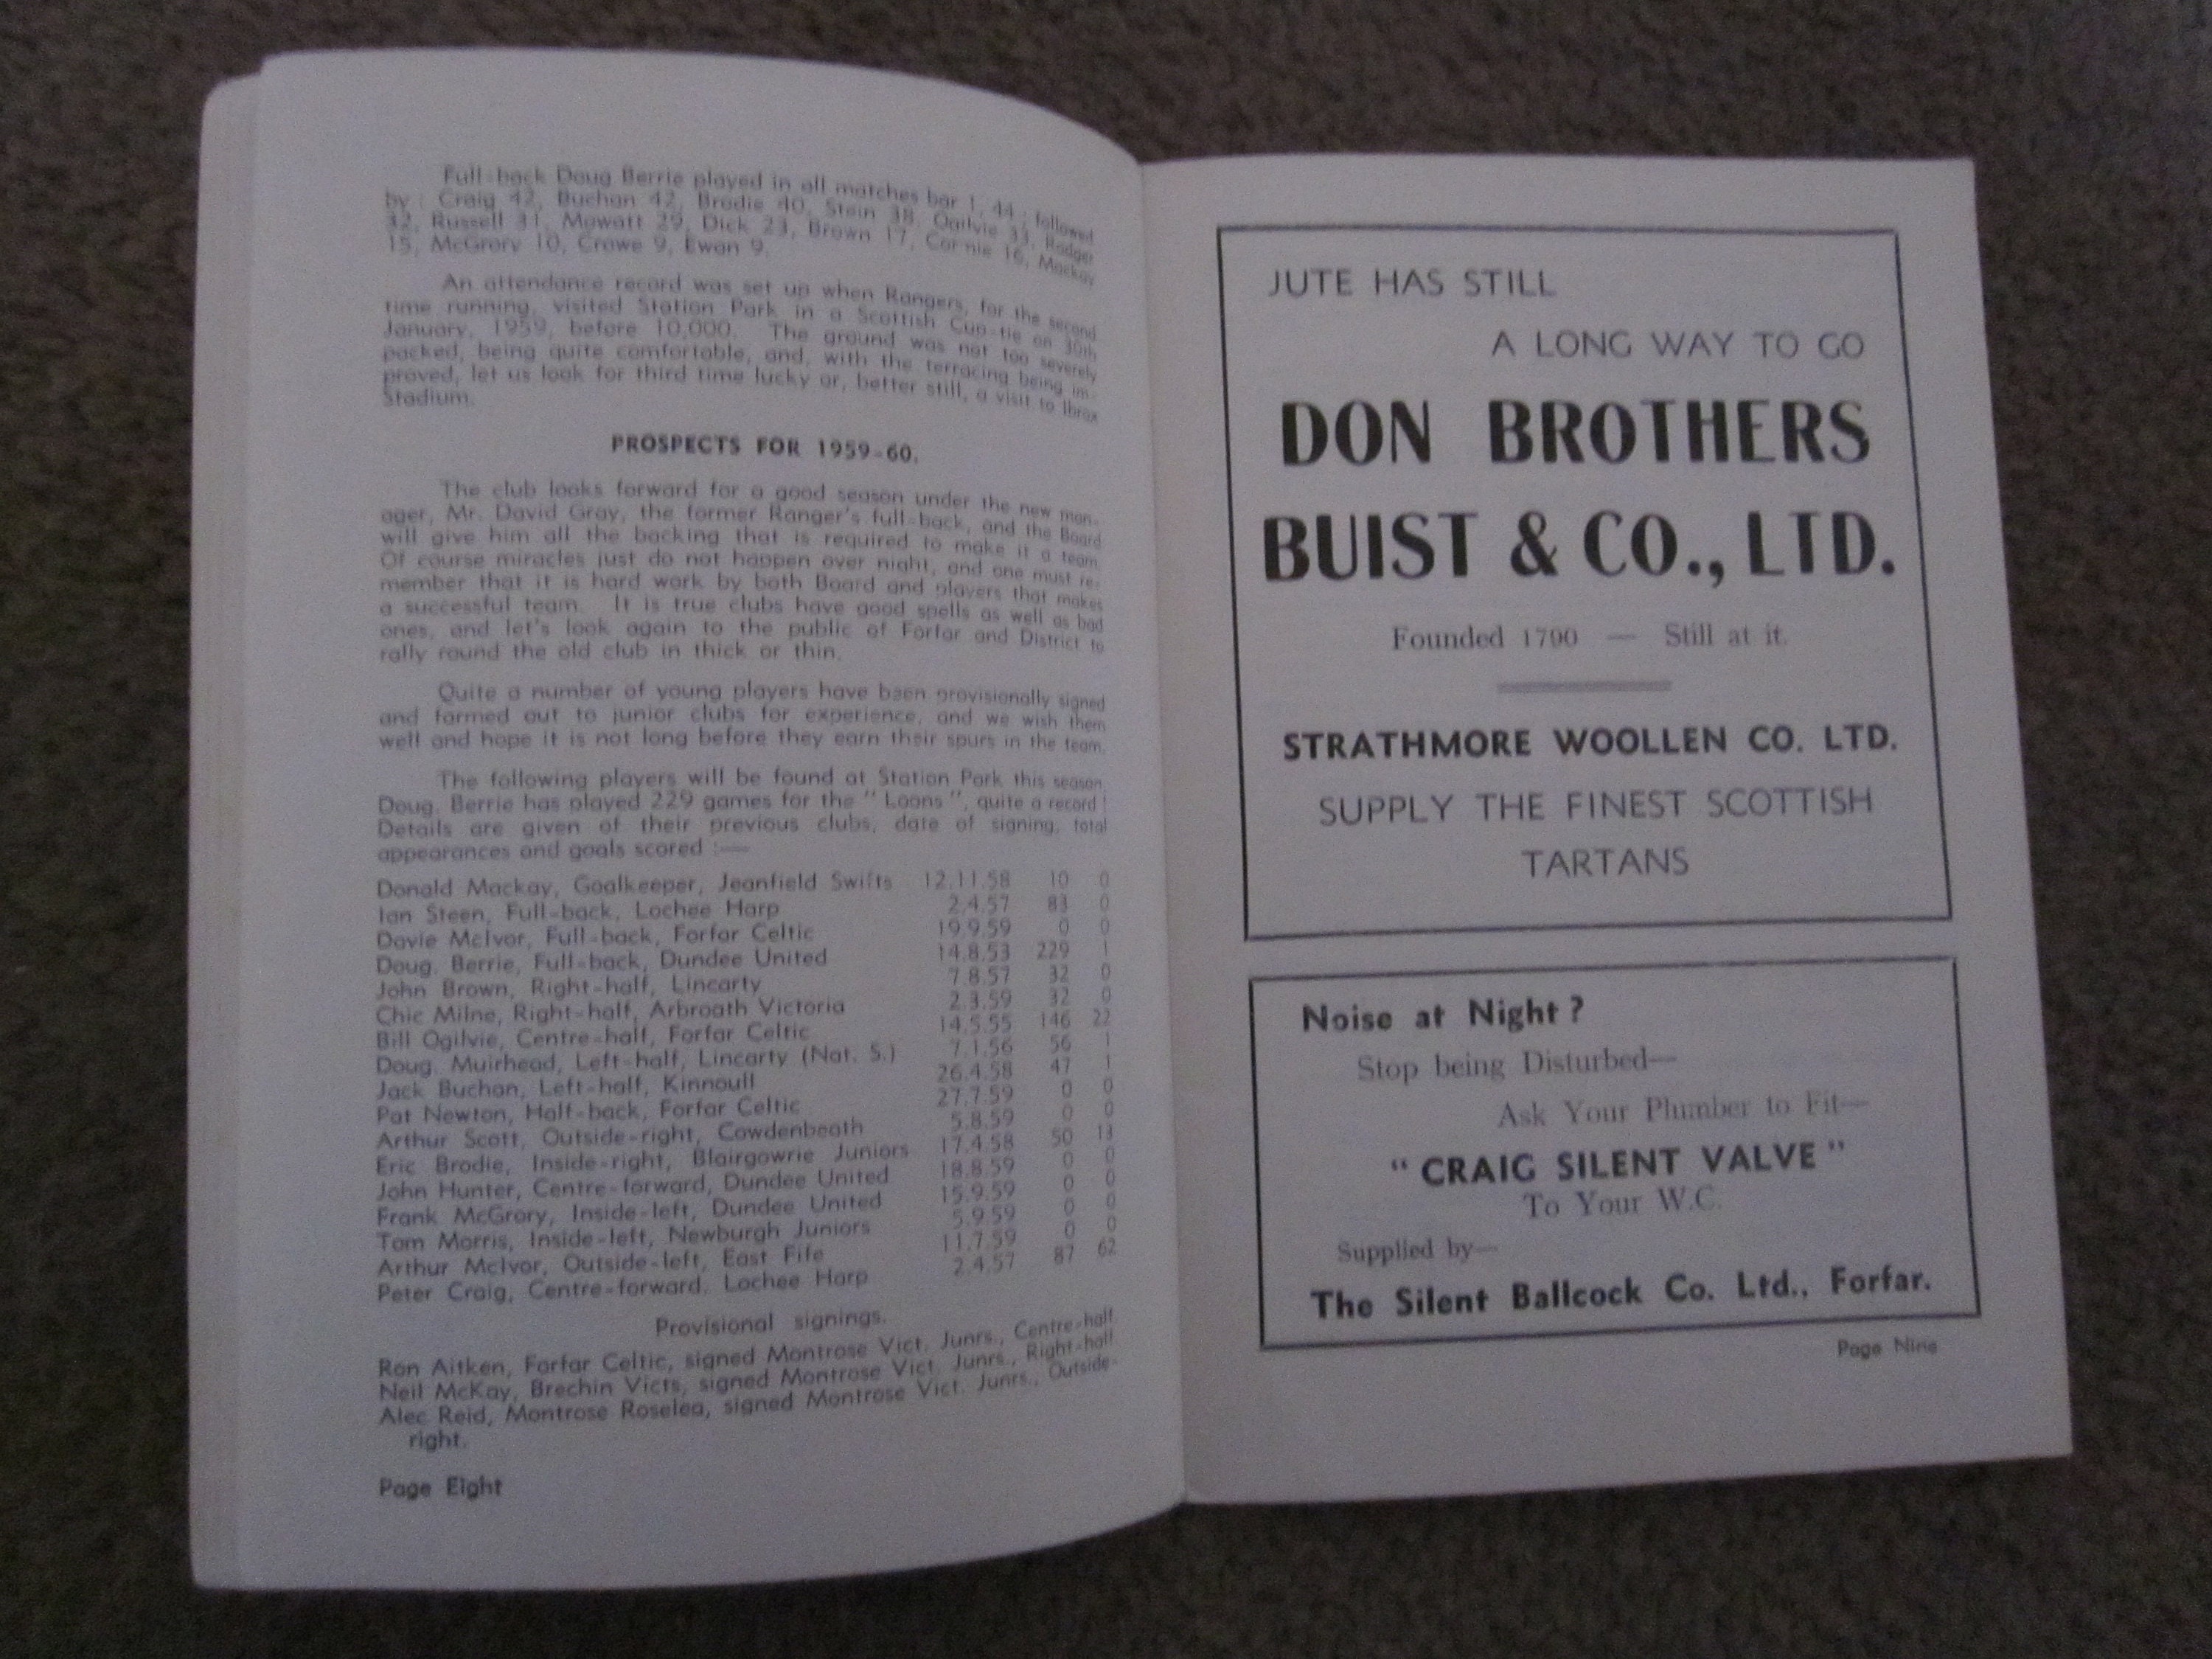 Full-back Doug Berrie played in all matches bar 1, 44; followed
by: Craig 42, Buchan 42, Brodie 40, Stein 38, Ogilvie 33, Rodger
32, Russell 31, Mowatt 29, Dick 23, Brown 17, Carnie 16, Mackay
15, McGrory 10, Crowe 9, Ewan 9.
An attendance record was set up when Rangers, for the second
time running, visited Station Park in a Scottish Cup-tie on 30th
January, 1959, before 10,000. The ground was not too severely
packed, being quite comfortable, and, with the terracing being im-
proved, let us look for third time lucky or, better still, a visit to Ibrox
Stadium.
PROSPECTS FOR 1959-60.
The club looks forward for a good season under the new man-
ager, Mr. David Gray, the former Ranger's full-back, and the Board
will give him all the backing that is required to make it a team.
Of course miracles just do not happen over night, and one must re-
member that it is hard work by both Board and players that makes
a successful team. It is true clubs have good spells as well as bad
ones, and let's look again to the public of Forfar and District to
rally round the old club in thick or thin.
Quite a number of young players have been provisionally signed
and farmed out to junior clubs for experience, and we wish them
well and hope it is not long before they earn their spurs in the team.
The following players will be found at Station Park this season.
Doug. Berrie has played 229 games for the "Loons", quite a record!
Details are given of their previous clubs, date of signing, total
appearances and goals scored :—
Donald Mackay, Goalkeeper, Jeanfield Swifts 12.11.58 10 0
Ian Steen, Full-back, Lochee Harp 2.4.57 83 0
Davie McIvor, Full-back, Forfar Celtic 19.9.59 0 0
Doug. Berrie, Full-back, Dundee United 14.8.53 229 1
John Brown, Right-half, Lincarty 7.8.57 32 0
Chic Milne, Right-half, Arbroath Victoria 2.3.59 32 0
Bill Ogilvie, Centre-half, Forfar Celtic 14.5.55 146 22
Doug. Muirhead, Left-half, Lincarty (Nat. S.) 7.1.56 56 1
Jack Buchan, Left-half, Kinnoull 26.4.58 47 1
Pat Newton, Half-back, Forfar Celtic 27.7.59 0 0
Arthur Scott, Outside-right, Cowdenbeath 5.8.59 0 0
Eric Brodie, Inside-right, Blairgowrie Juniors 17.4.58 50 13
John Hunter, Centre-forward, Dundee United 18.8.59 0 0
Frank McGrory, Inside-left, Dundee United 15.9.59 0 0
Tom Morris, Inside-left, Newburgh Juniors 5.9.59 0 0
Arthur McIvor, Outside-left, East Fife 11.7.59 0 0
Peter Craig, Centre-forward, Lochee Harp 2.4.57 87 62
Provisional signings.
Ron Aitken, Forfar Celtic, signed Montrose Vict. Junrs., Centre-half
Neil McKay, Brechin Victs, signed Montrose Vict. Junrs., Right-half
Alec Reid, Montrose Roselea, signed Montrose Vict. Junrs., Outside-
right.
Page Eight
JUTE HAS STILL
A LONG WAY TO GO
DON BROTHERS
BUIST & CO., LTD.
Founded 1790 — Still at it.
STRATHMORE WOOLLEN CO. LTD.
SUPPLY THE FINEST SCOTTISH
TARTANS
Noise at Night?
Stop being Disturbed—
Ask Your Plumber to Fit—
"CRAIG SILENT VALVE"
To Your W.C.
Supplied by—
The Silent Ballcock Co. Ltd., Forfar.
Page Nine